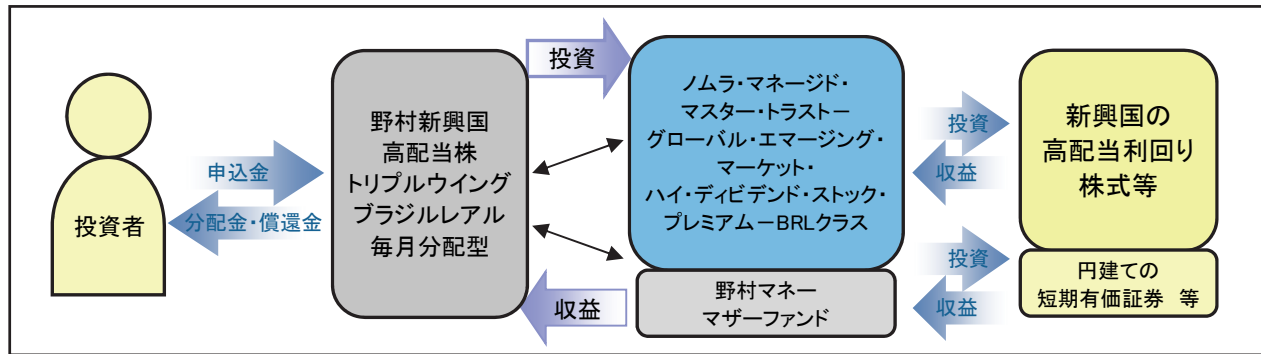 投資者
申込金
分配金・償還金
野村新興国
高配当株
トリプルウイング
ブラジルレアル
毎月分配型
投資
収益
ノムラ・マネージド・
マスター・トラスト－
グローバル・エマージング・
マーケット・
ハイ・ディビデンド・ストック・
プレミアム－BRLクラス
野村マネー
マザーファンド
投資
収益
投資
収益
新興国の
高配当利回り
株式等
円建ての
短期有価証券 等